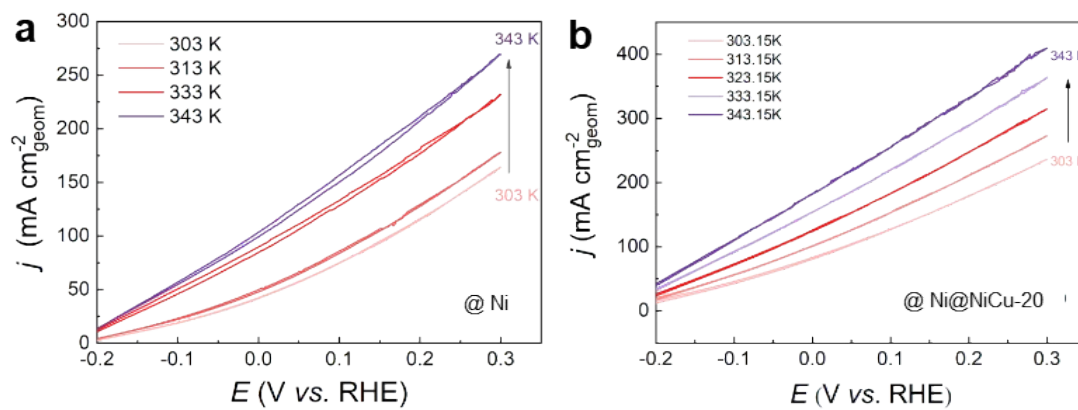 a
300
250
200
150
100
50
0
j (mA cm-2geom)
303 K
313 K
333 K
343 K
343 K
303 K
@ Ni
-0.2 -0.1 0.0 0.1 0.2 0.3
E (V vs. RHE)
b
400
300
200
100
0
j (mA cm-2geom)
303.15K
313.15K
323.15K
333.15K
343.15K
343 K
303 K
@ Ni@NiCu-20
-0.2 -0.1 0.0 0.1 0.2 0.3
E (V vs. RHE)